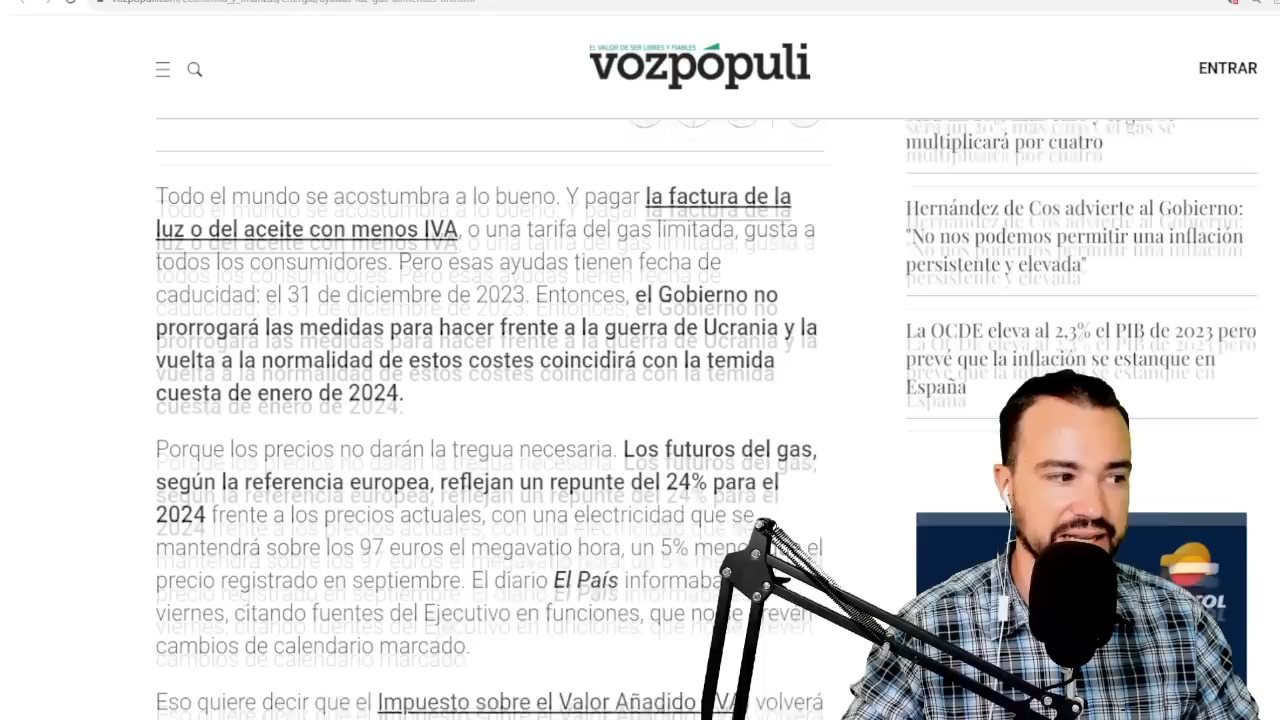 EL VALOR DE SER LIBRES Y FIABLES
vozpópuli
ENTRAR
multiplicará por cuatro
Todo el mundo se acostumbra a lo bueno. Y pagar la factura de la
luz o del aceite con menos IVA, o una tarifa del gas limitada, gusta a
todos los consumidores. Pero esas ayudas tienen fecha de
caducidad: el 31 de diciembre de 2023. Entonces, el Gobierno no
prorrogará las medidas para hacer frente a la guerra de Ucrania y la
vuelta a la normalidad de estos costes coincidirá con la temida
cuesta de enero de 2024.
Porque los precios no darán la tregua necesaria. Los futuros del gas,
según la referencia europea, reflejan un repunte del 24% para el
2024 frente a los precios actuales, con una electricidad que se
mantendrá sobre los 97 euros el megavatio hora, un 5% el
precio registrado en septiembre. El diario El País informaba
viernes, citando fuentes del Ejecutivo en funciones, que no
cambios de calendario marcado.
Eso quiere decir que el Impuesto sobre el Valor Añadido volverá
Hernández de Cos advierte al Gobierno:
"No nos podemos permitir una inflación
persistente y elevada"
La OCDE eleva al 2,3% el PIB de 2023 pero
prevé que la inflación se estanque en
España